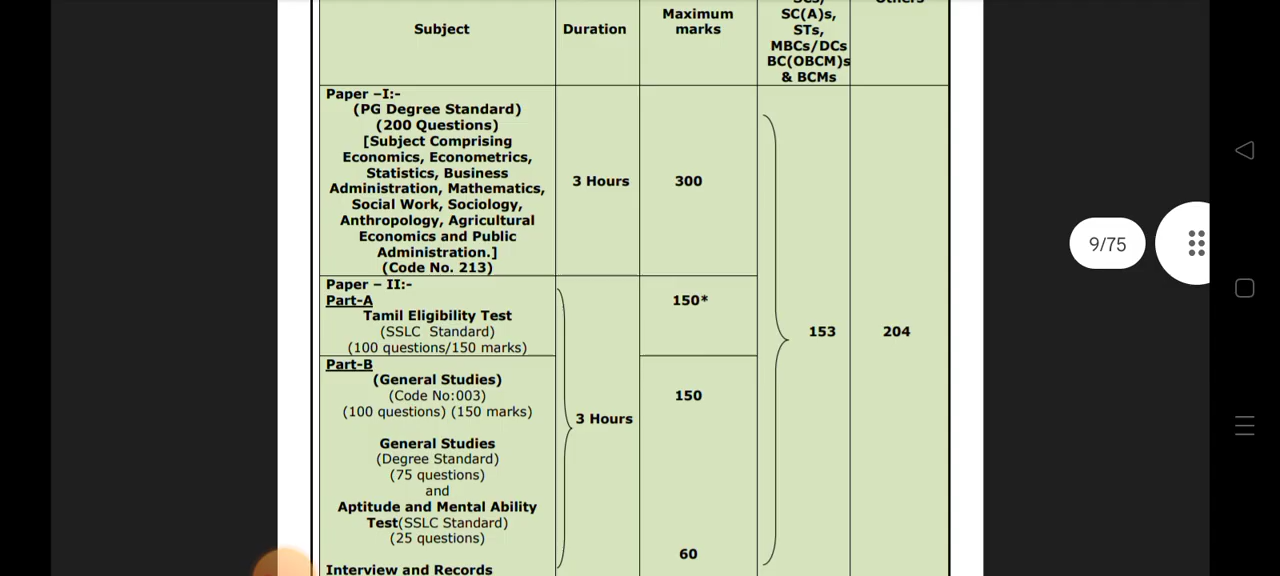 Subject
Duration
Maximum
marks
SC(A)s,
STs,
MBCs/DCs
BC(OBCM)s
& BCMs
Paper –I:-
(PG Degree Standard)
(200 Questions)
[Subject Comprising
Economics, Econometrics,
Statistics, Business
Administration, Mathematics,
Social Work, Sociology,
Anthropology, Agricultural
Economics and Public
Administration.]
(Code No. 213)
3 Hours
300
Paper – II:-
Part-A
Tamil Eligibility Test
(SSLC Standard)
(100 questions/150 marks)
150*
Part-B
(General Studies)
(Code No:003)
(100 questions) (150 marks)
General Studies
(Degree Standard)
(75 questions)
and
Aptitude and Mental Ability
Test(SSLC Standard)
(25 questions)
3 Hours
150
153
204
Interview and Records
60
9/75